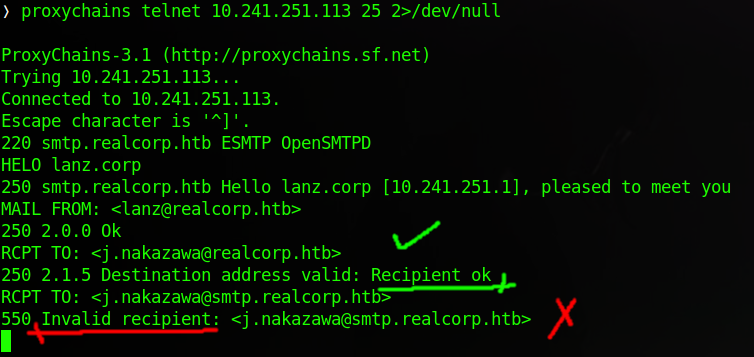 ❯ proxychains telnet 10.241.251.113 25 2>/dev/null
ProxyChains-3.1 (http://proxychains.sf.net)
Trying 10.241.251.113...
Connected to 10.241.251.113.
Escape character is '^]'.
220 smtp.realcorp.htb ESMTP OpenSMTPD
HELO lanz.corp
250 smtp.realcorp.htb Hello lanz.corp [10.241.251.1], pleased to meet you
MAIL FROM: <lanz@realcorp.htb>
250 2.0.0 Ok
RCPT TO: <j.nakazawa@realcorp.htb>
250 2.1.5 Destination address valid: Recipient ok
RCPT TO: <j.nakazawa@smtp.realcorp.htb>
550 Invalid recipient: <j.nakazawa@smtp.realcorp.htb>